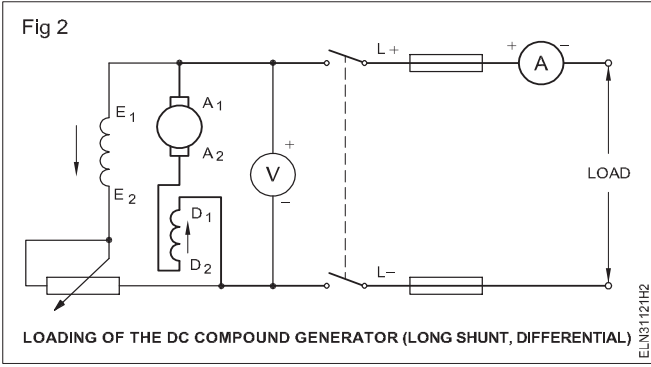 Fig 2
L+
+ A −
E1
A1
A2
+
V
−
E2
D1
D2
LOAD
L−
LOADING OF THE DC COMPOUND GENERATOR (LONG SHUNT, DIFFERENTIAL)
ELN31121H2